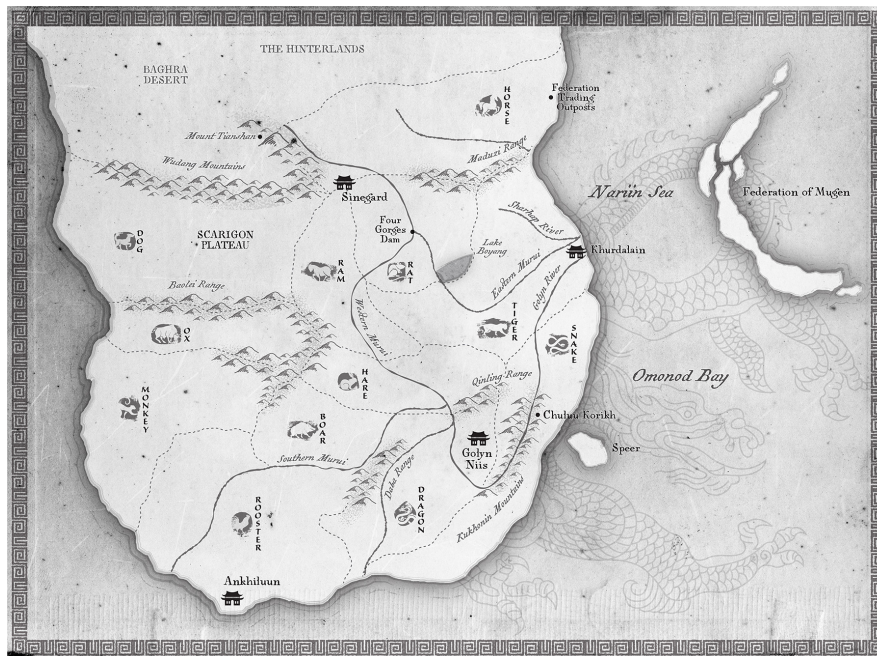 THE HINTERLANDS
BAGHRA
DESERT
HORSE
Federation
Trading
Outposts
Mount Tianshan
Maduzi Range
Wudang Mountains
Sinegard
Nariin Sea
Federation of Mugen
Four
Gorges
Dam
Sharhap River
DOG
SCARIGON
PLATEAU
Lake
Boyang
Khurdalain
RAM
RAT
Eastern Murui
Golyn River
Baolei Range
Western Murui
TIGER
SNAKE
OX
HARE
Qinling Range
Omonod Bay
MONKEY
BOAR
Chuluu Korikh
Golyn
Niis
Speer
Southern Murui
Daba Range
DRAGON
ROOSTER
Kukhonin Mountains
Ankhiluun